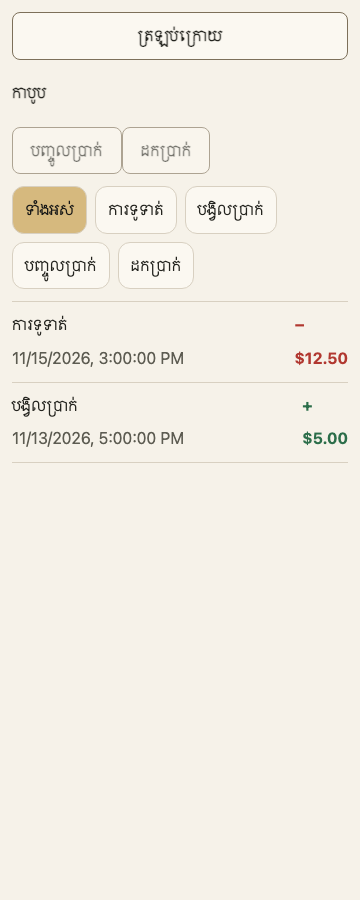 ត្រឡប់ក្រោយ
កាបូប
បញ្ចូលប្រាក់ ដកប្រាក់
ទាំងអស់ ការទូទាត់ បង្វិលប្រាក់
បញ្ចូលប្រាក់ ដកប្រាក់
ការទូទាត់ −
11/15/2026, 3:00:00 PM $12.50
បង្វិលប្រាក់ +
11/13/2026, 5:00:00 PM $5.00